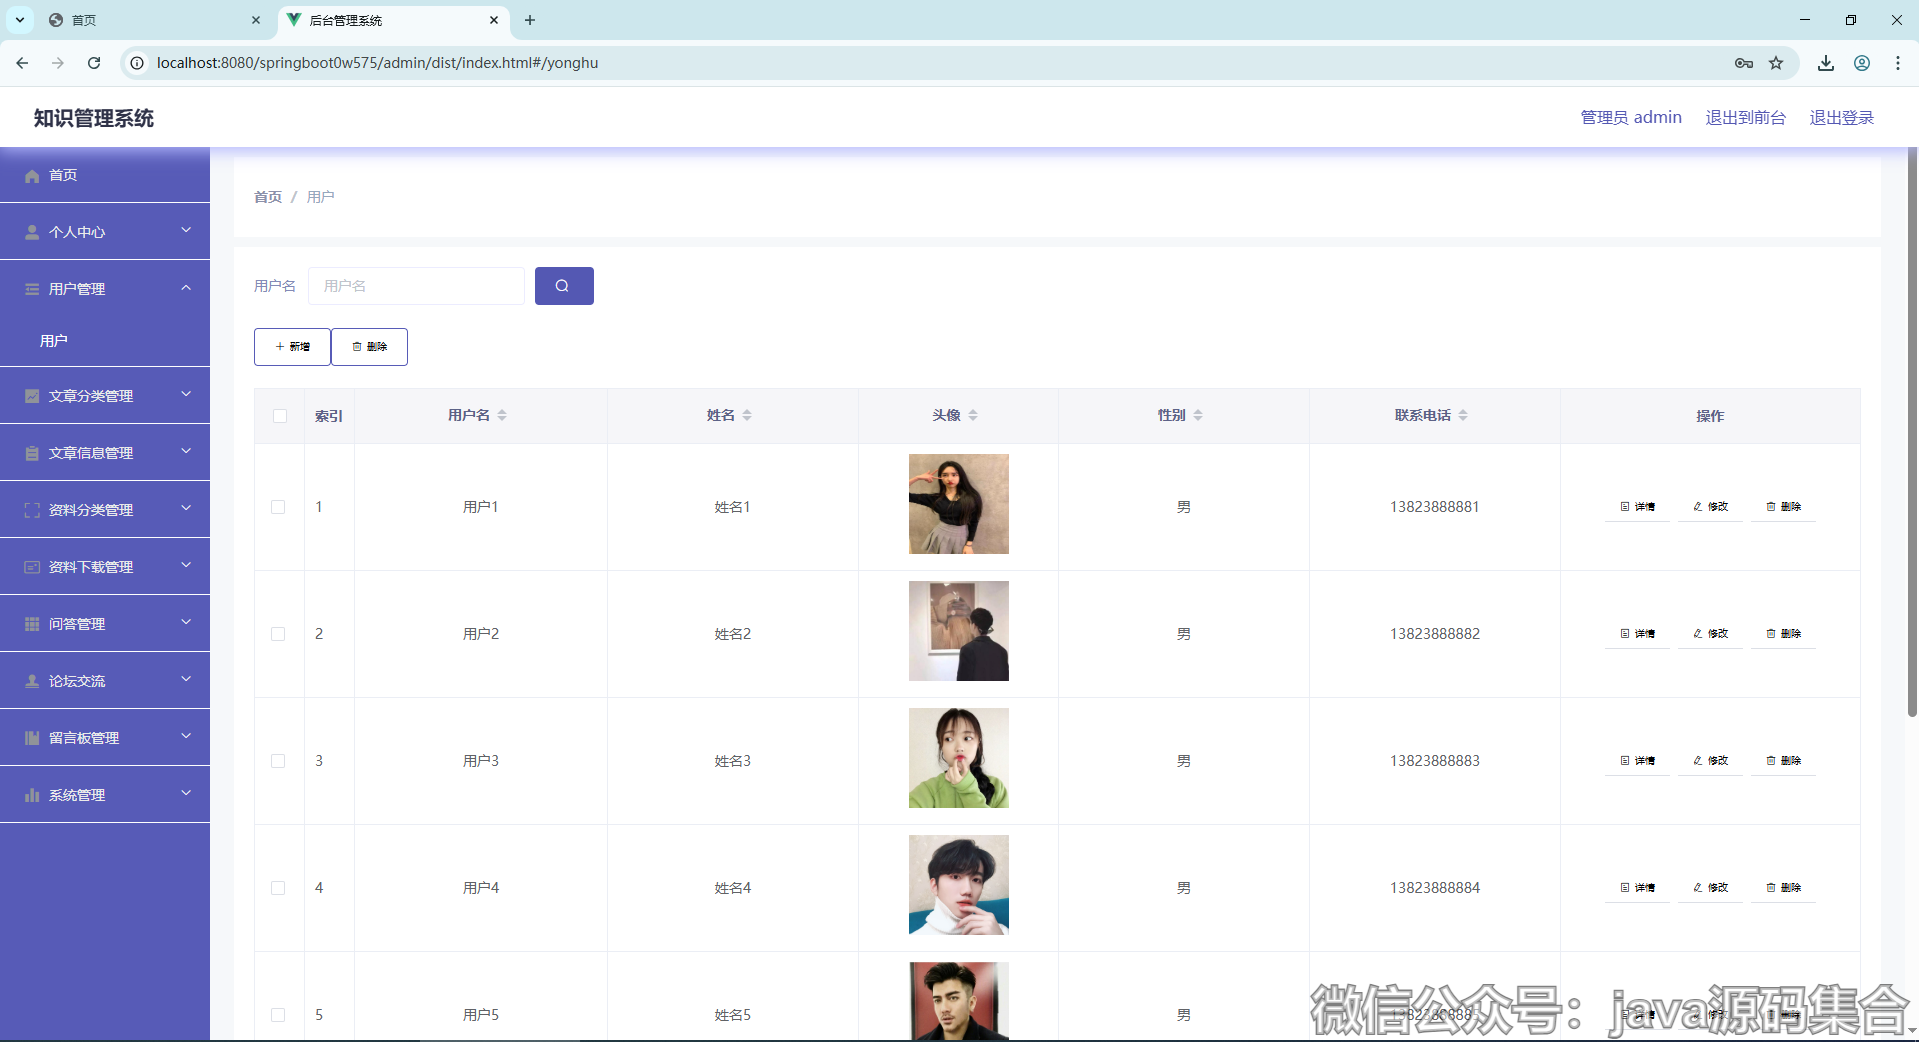 首页
后台管理系统
localhost:8080/springboot0w575/admin/dist/index.html#/yonghu
知识管理系统
管理员 admin 退出到前台 退出登录
首页
个人中心
用户管理
用户
文章分类管理
文章信息管理
资料分类管理
资料下载管理
问答管理
论坛交流
留言板管理
系统管理
首页 / 用户
用户名 用户名
新增 删除
索引 用户名 姓名 头像 性别 联系电话 操作
1 用户1 姓名1 男 13823888881 详情 修改 删除
2 用户2 姓名2 男 13823888882 详情 修改 删除
3 用户3 姓名3 男 13823888883 详情 修改 删除
4 用户4 姓名4 男 13823888884 详情 修改 删除
5 用户5 姓名5 男 13823888885 详情 修改 删除
微信公众号：java源码集合